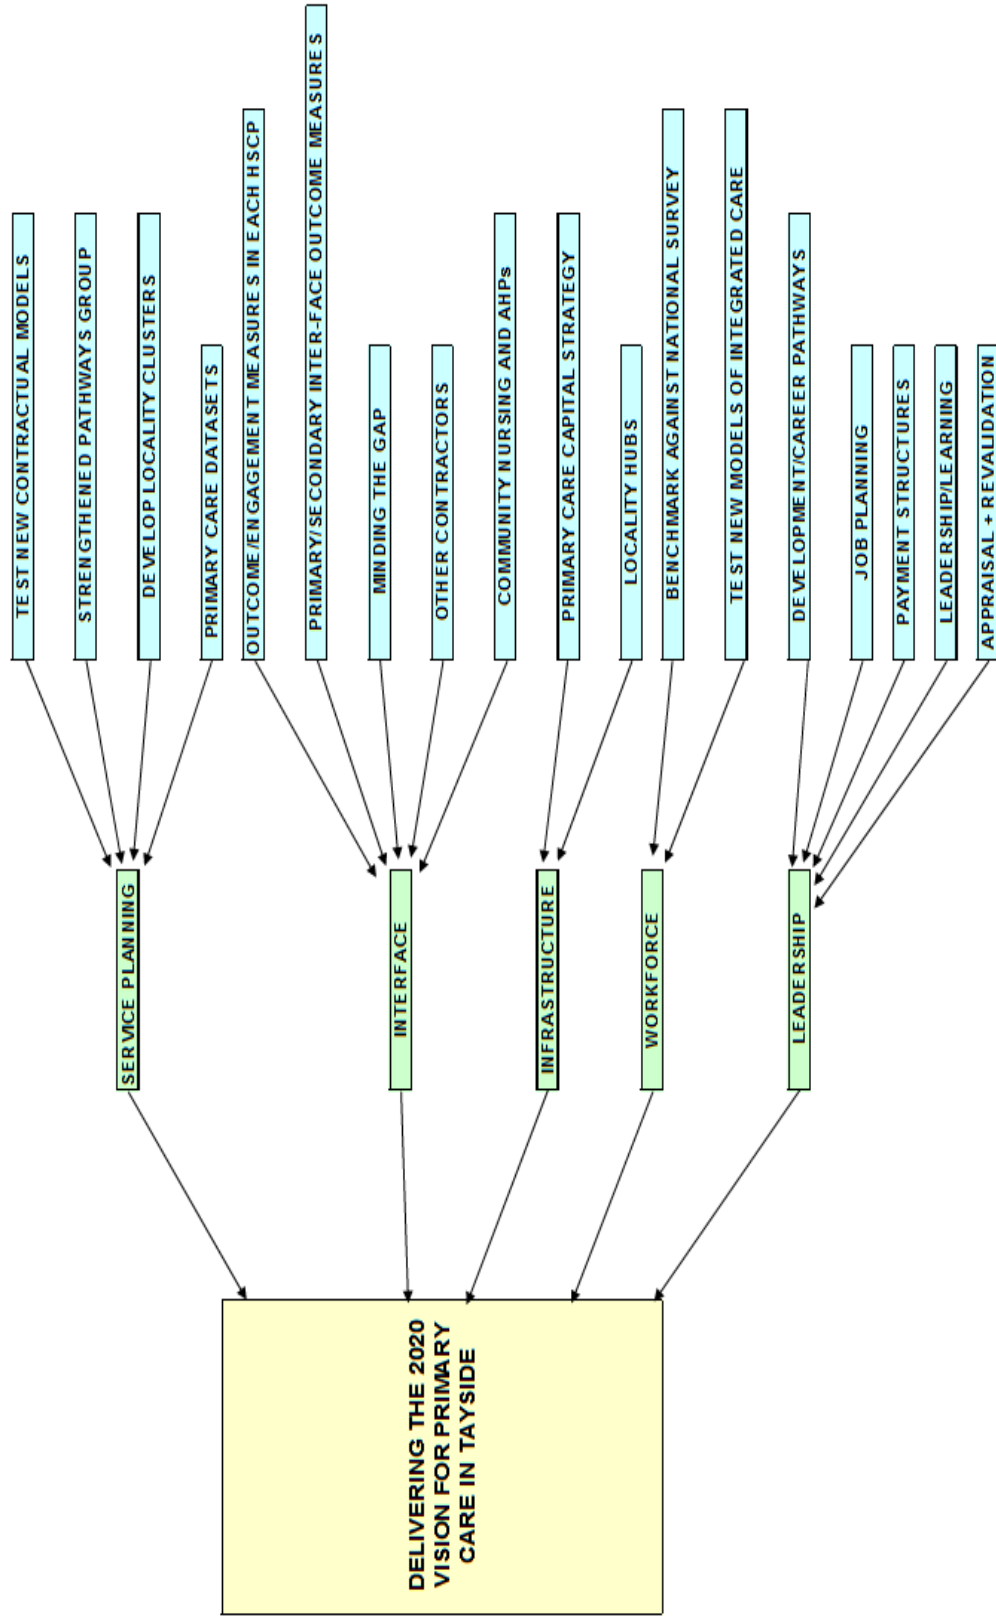 DELIVERING THE 2020
VISION FOR PRIMARY
CARE IN TAYSIDE
SERVICE PLANNING
INTERFACE
INFRASTRUCTURE
WORKFORCE
LEADERSHIP
TEST NEW CONTRACTUAL MODELS
STRENGTHENED PATHWAYS GROUP
DEVELOP LOCALITY CLUSTERS
PRIMARY CARE DATASETS
OUTCOME/ENGAGEMENT MEASURES IN EACH HSCP
PRIMARY/SECONDARY INTER-FACE OUTCOME MEASURES
MINDING THE GAP
OTHER CONTRACTORS
COMMUNITY NURSING AND AHPs
PRIMARY CARE CAPITAL STRATEGY
LOCALITY HUBS
BENCHMARK AGAINST NATIONAL SURVEY
TEST NEW MODELS OF INTEGRATED CARE
DEVELOPMENT/CAREER PATHWAYS
JOB PLANNING
PAYMENT STRUCTURES
LEADERSHIP/LEARNING
APPRAISAL + REVALIDATION